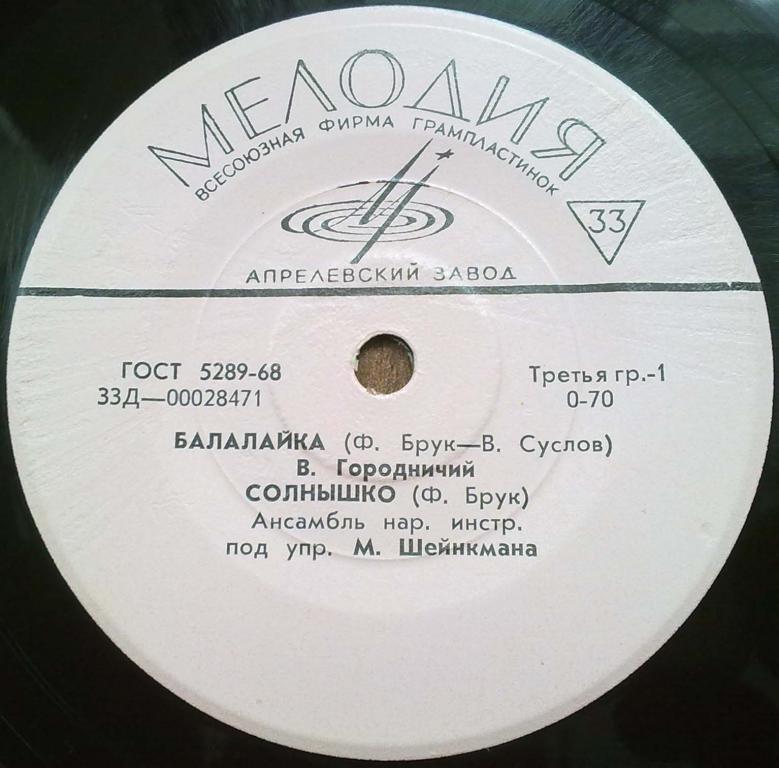 МЕЛОДИЯ
ВСЕСОЮЗНАЯ ФИРМА ГРАМПЛАСТИНОК
33
АПРЕЛЕВСКИЙ ЗАВОД
ГОСТ 5289-68 Третья гр.-1
33Д—00028471 0-70
БАЛАЛАЙКА (Ф. Брук—В. Суслов)
В. Городничий
СОЛНЫШКО (Ф. Брук)
Ансамбль нар. инстр.
под упр. М. Шейнкмана